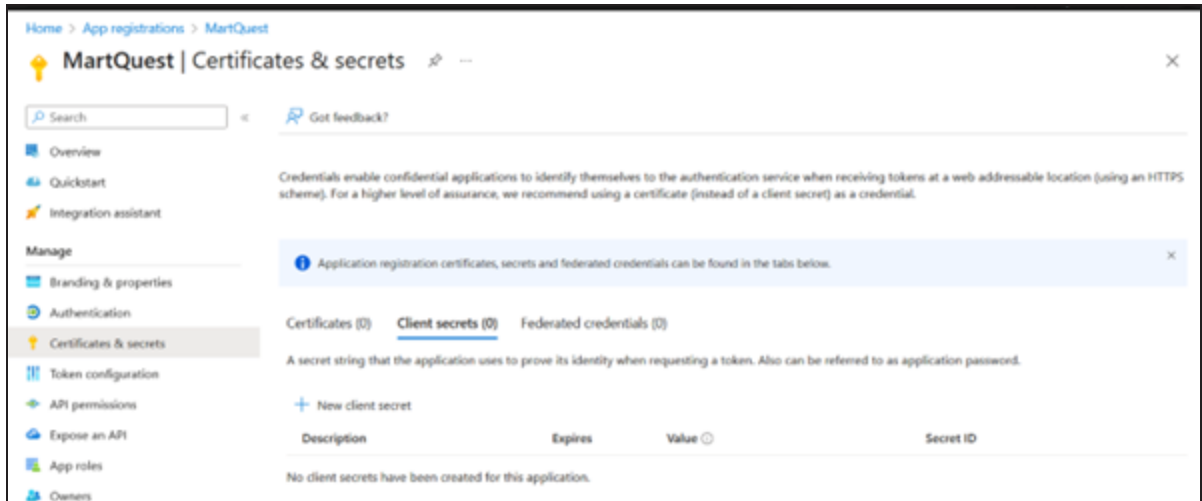 Home > App registrations > MartQuest
MartQuest | Certificates & secrets
Search
Got feedback?
Overview
Quickstart
Integration assistant
Manage
Branding & properties
Authentication
Certificates & secrets
Token configuration
API permissions
Expose an API
App roles
Owners
Credentials enable confidential applications to identify themselves to the authentication service when receiving tokens at a web addressable location (using an HTTPS
scheme). For a higher level of assurance, we recommend using a certificate (instead of a client secret) as a credential.
Application registration certificates, secrets and federated credentials can be found in the tabs below.
Certificates (0) Client secrets (0) Federated credentials (0)
A secret string that the application uses to prove its identity when requesting a token. Also can be referred to as application password.
New client secret
Description Expires Value Secret ID
No client secrets have been created for this application.